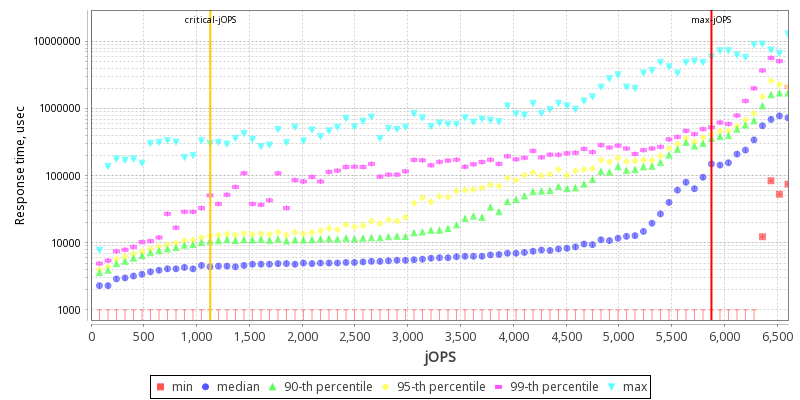 critical-jOPS max-jOPS
10000000
1000000
100000
10000
1000
Response time, usec
0 500 1,000 1,500 2,000 2,500 3,000 3,500 4,000 4,500 5,000 5,500 6,000 6,500
jOPS
min median 90-th percentile 95-th percentile 99-th percentile max